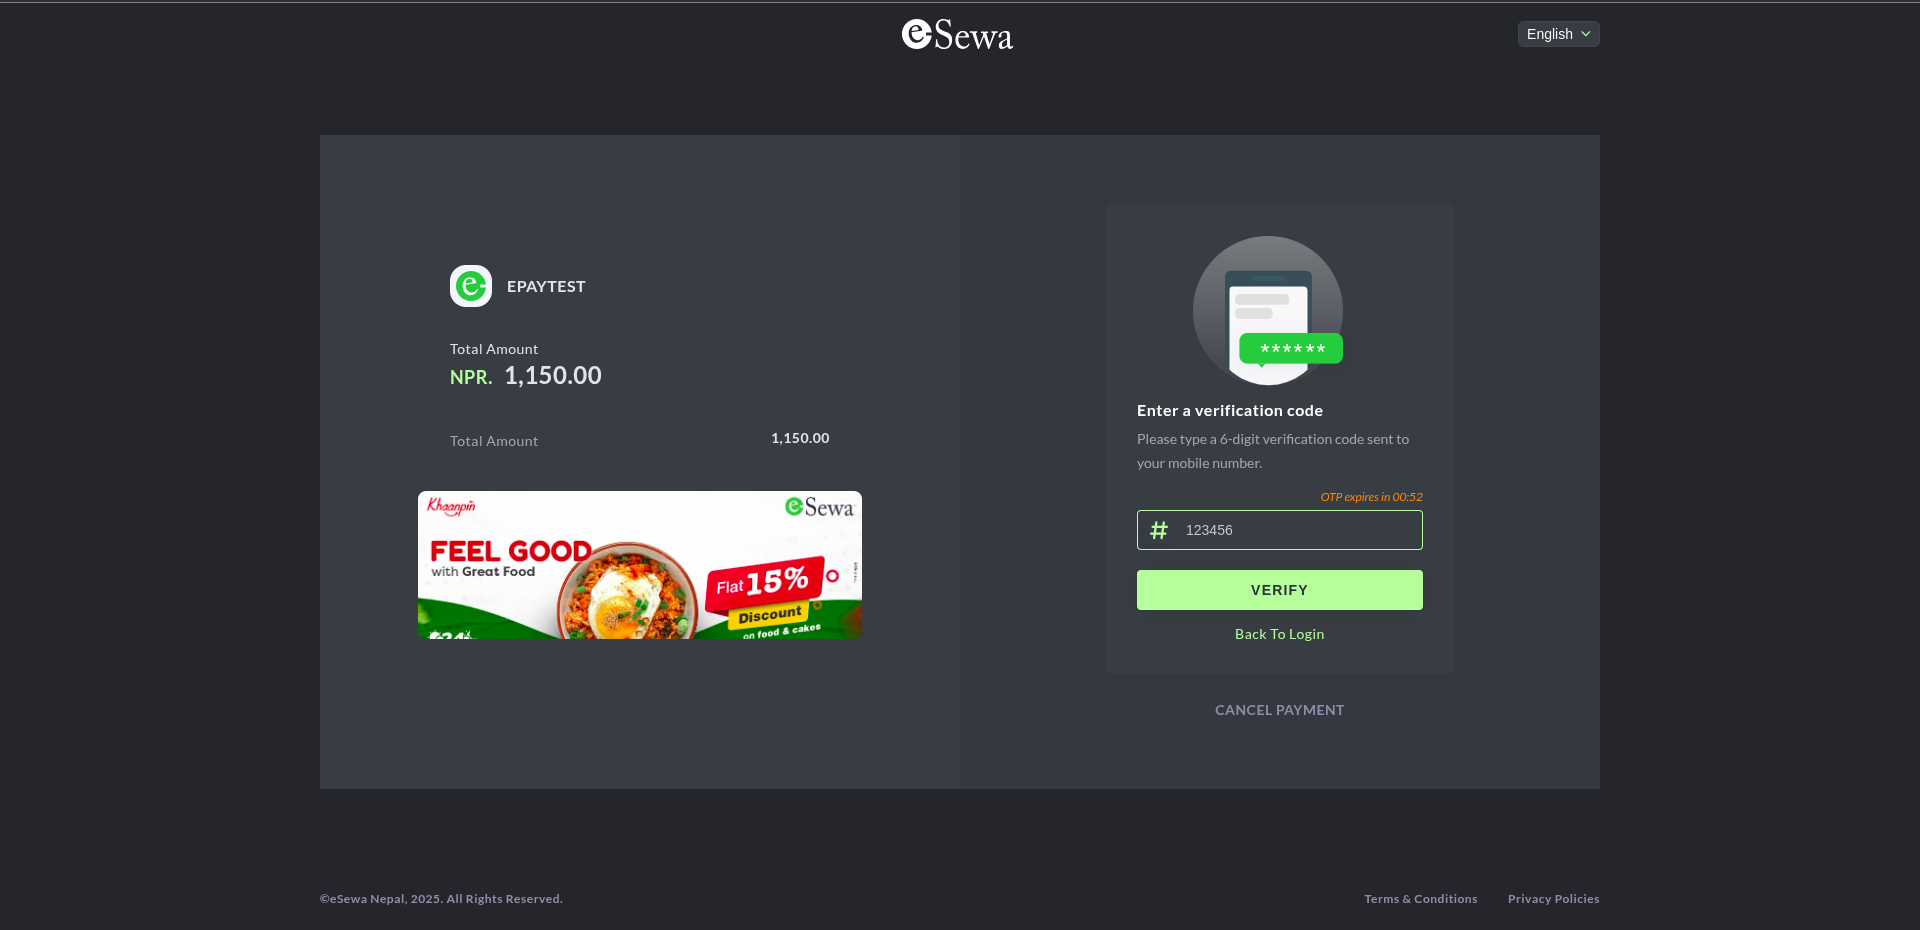 eSewa
English
EPAYTEST
Total Amount
NPR. 1,150.00
Total Amount 1,150.00
Khaanpin
eSewa
FEEL GOOD
with Great Food
Flat 15%
Discount
on food & cakes
******
Enter a verification code
Please type a 6-digit verification code sent to
your mobile number.
OTP expires in 00:52
# 123456
VERIFY
Back To Login
CANCEL PAYMENT
©eSewa Nepal, 2025. All Rights Reserved.
Terms & Conditions Privacy Policies